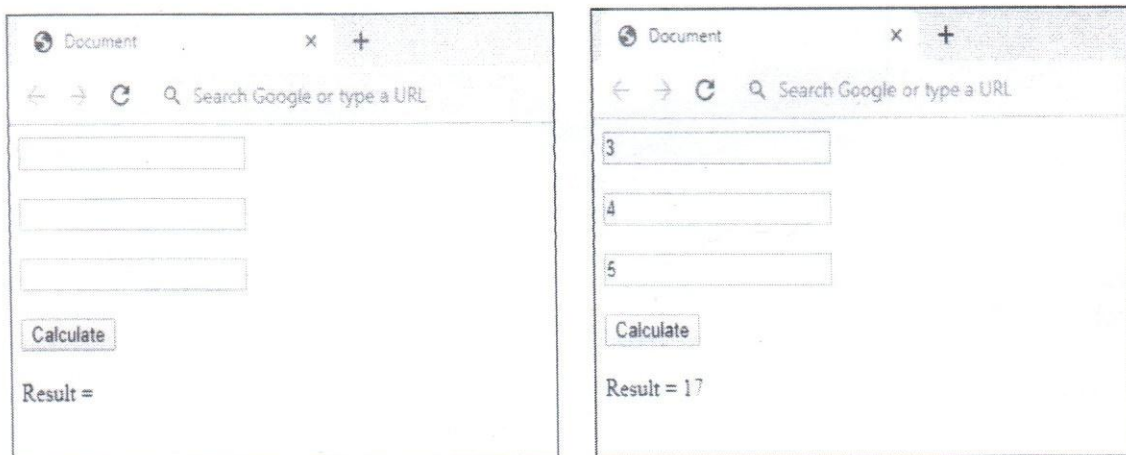 Document × +
← → C Search Google or type a URL
Calculate
Result =
Document × +
← → C Search Google or type a URL
3
4
5
Calculate
Result = 17